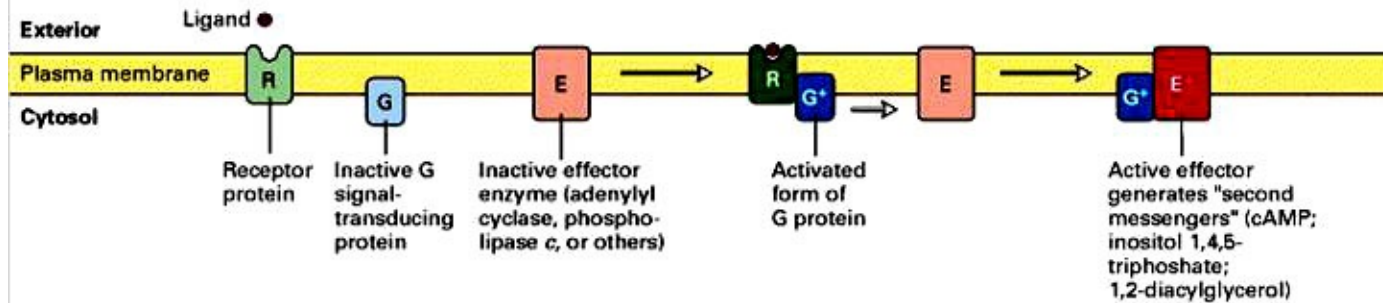 Ligand
Exterior
Plasma membrane
Cytosol
R
G
E
R
G+
E
G+
E
Receptor
protein
Inactive G
signal-
transducing
protein
Inactive effector
enzyme (adenylyl
cyclase, phospho-
lipase c, or others)
Activated
form of
G protein
Active effector
generates "second
messengers" (cAMP;
inositol 1,4,5-
triphoshate;
1,2-diacylglycerol)